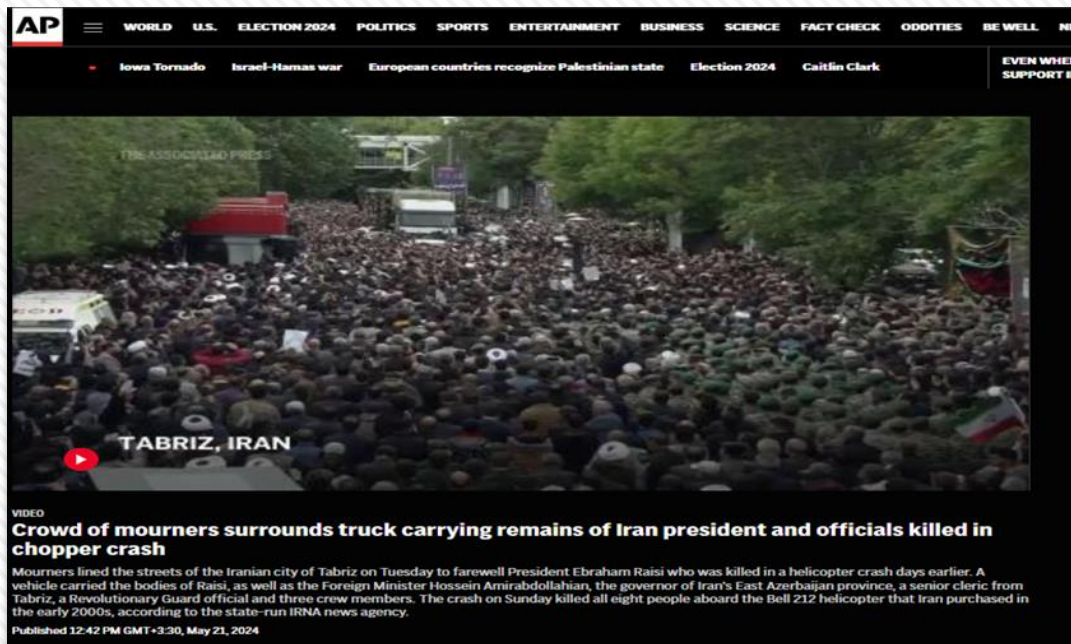 AP WORLD U.S. ELECTION 2024 POLITICS SPORTS ENTERTAINMENT BUSINESS SCIENCE FACT CHECK ODDITIES BE WELL
Iowa Tornado Israel-Hamas war European countries recognize Palestinian state Election 2024 Caitlin Clark
EVEN WHE
SUPPORT I
THE ASSOCIATED PRESS
TABRIZ, IRAN
VIDEO
Crowd of mourners surrounds truck carrying remains of Iran president and officials killed in
chopper crash
Mourners lined the streets of the Iranian city of Tabriz on Tuesday to farewell President Ebraham Raisi who was killed in a helicopter crash days earlier. A
vehicle carried the bodies of Raisi, as well as the Foreign Minister Hossein Amirabdollahian, the governor of Iran's East Azerbaijan province, a senior cleric from
Tabriz, a Revolutionary Guard official and three crew members. The crash on Sunday killed all eight people aboard the Bell 212 helicopter that Iran purchased in
the early 2000s, according to the state-run IRNA news agency.
Published 12:42 PM GMT+3:30, May 21, 2024